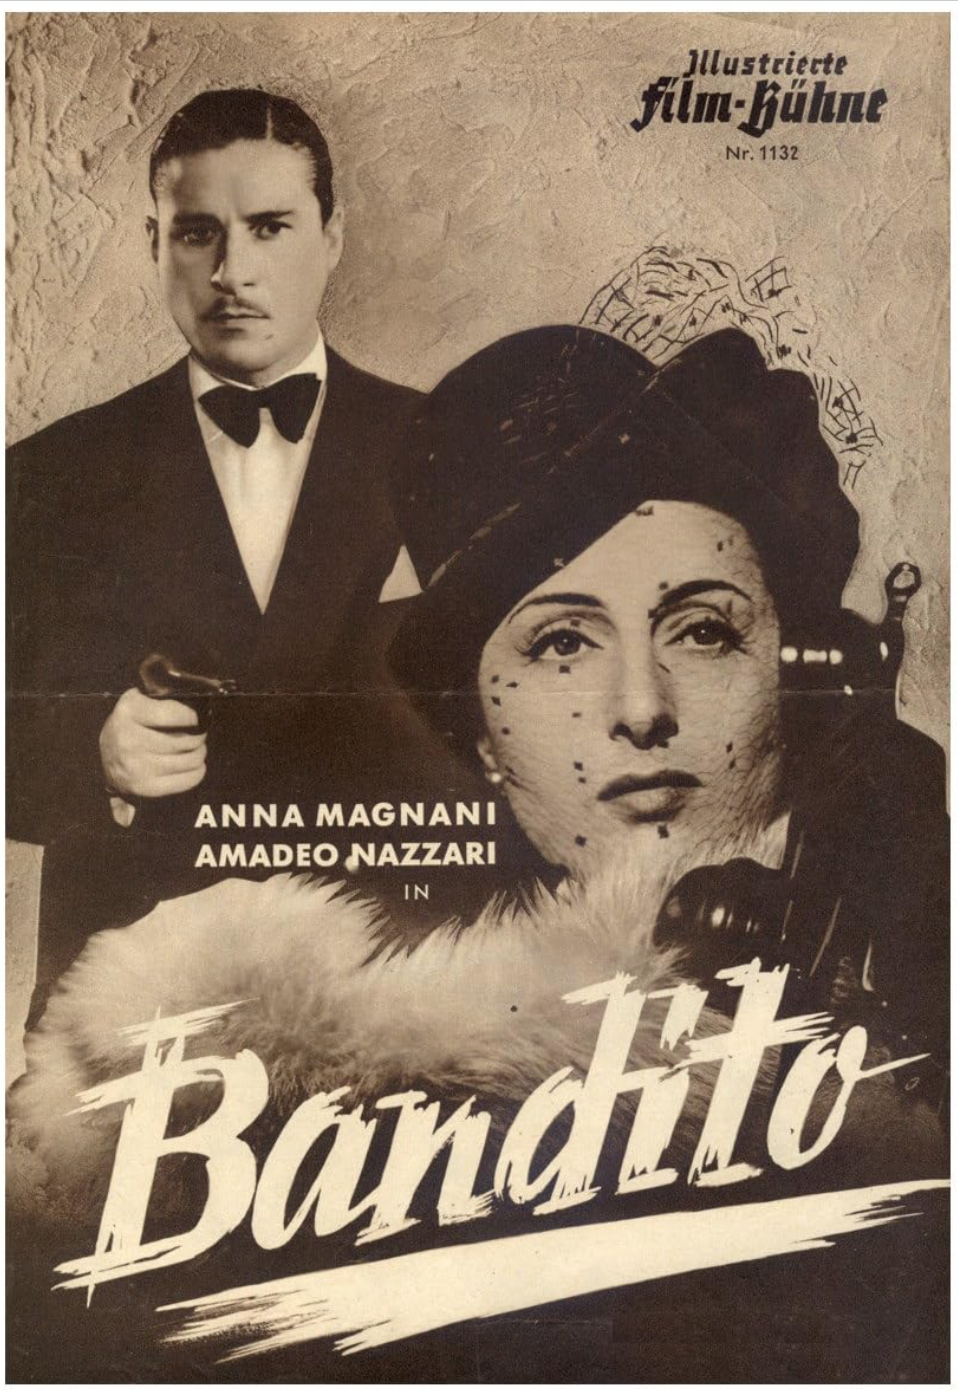 Illustrierte
Film-Bühne
Nr. 1132
ANNA MAGNANI
AMADEO NAZZARI
IN
Bandito